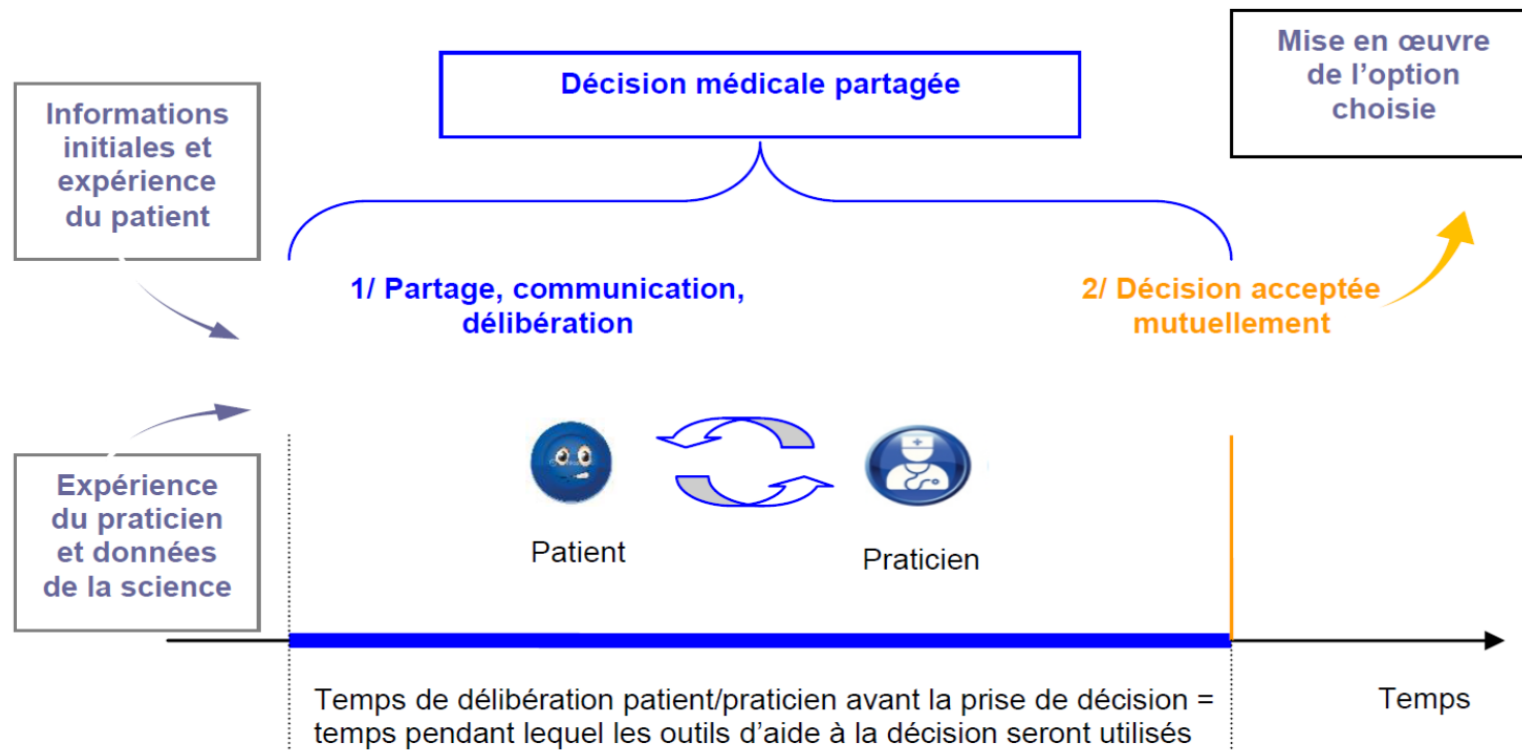 Informations
initiales et
expérience
du patient
Expérience
du praticien
et données
de la science
Décision médicale partagée
1/ Partage, communication,
délibération
Patient
Praticien
2/ Décision acceptée
mutuellement
Mise en œuvre
de l’option
choisie
Temps de délibération patient/praticien avant la prise de décision =
temps pendant lequel les outils d’aide à la décision seront utilisés
Temps